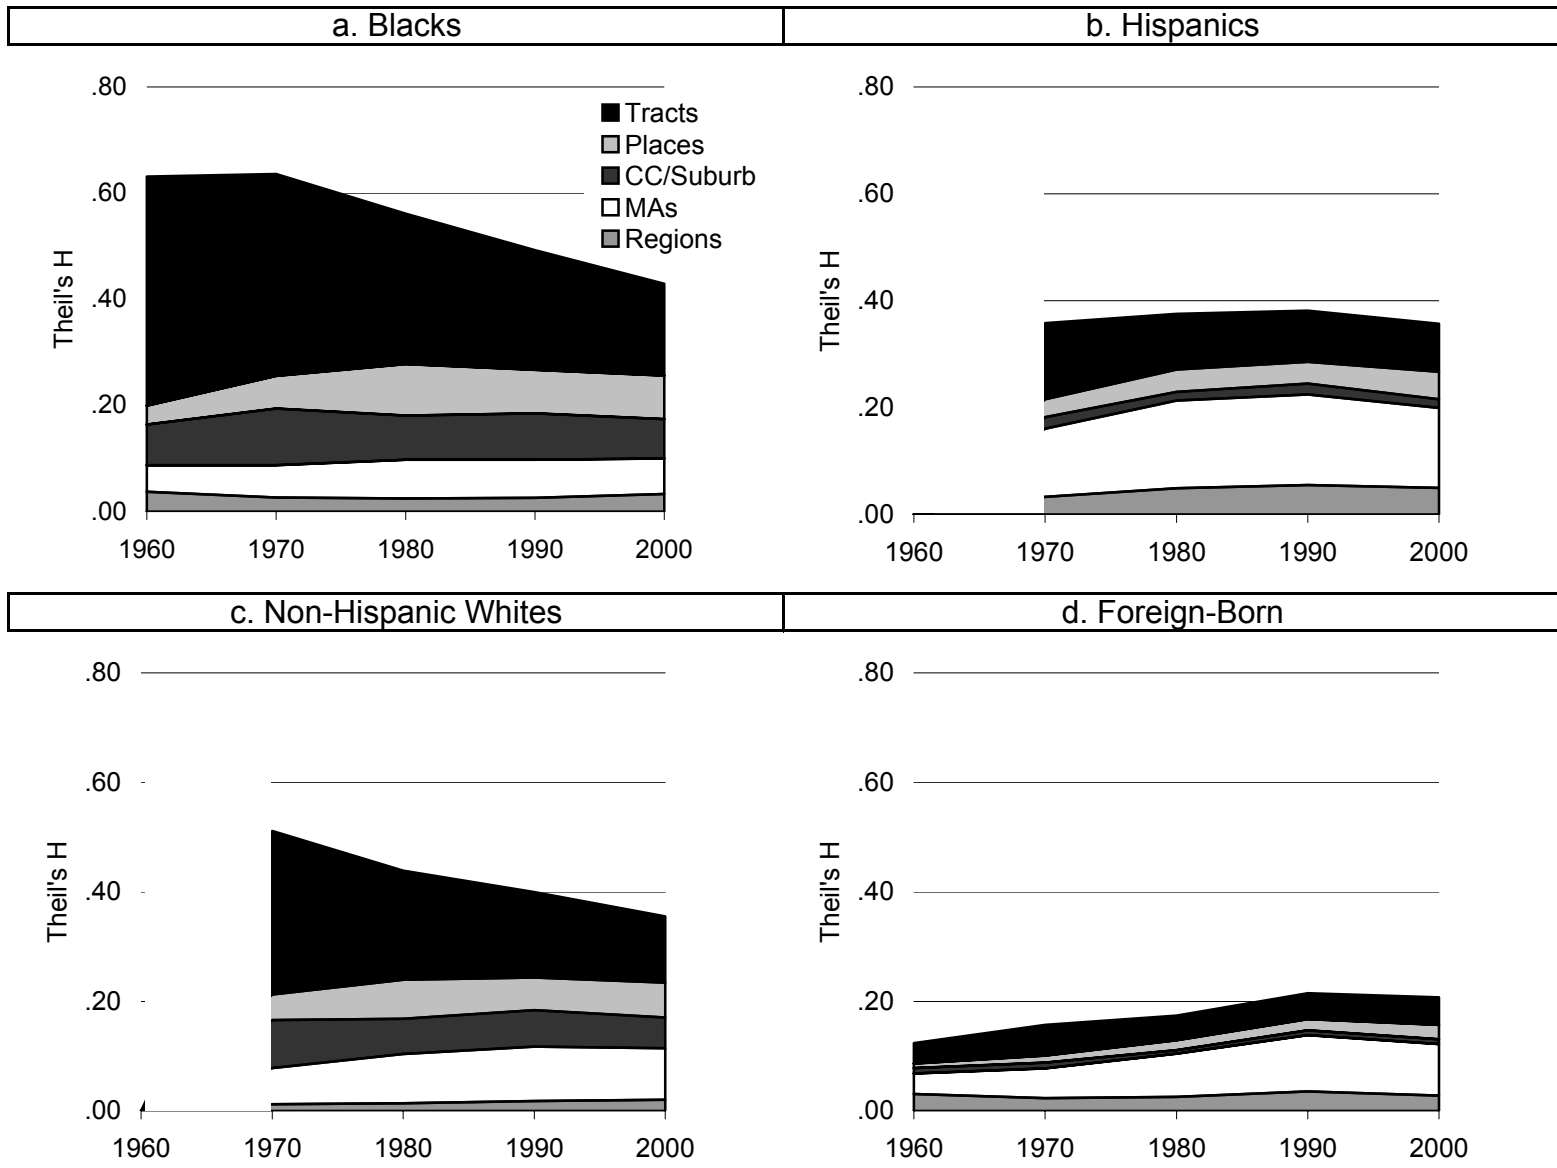 a. Blacks
b. Hispanics
.80
.60
.40
.20
.00
Theil's H
Tracts
Places
CC/Suburb
MAs
Regions
1960 1970 1980 1990 2000
.80
.60
.40
.20
.00
Theil's H
1960 1970 1980 1990 2000
c. Non-Hispanic Whites
d. Foreign-Born
.80
.60
.40
.20
.00
Theil's H
1960 1970 1980 1990 2000
.80
.60
.40
.20
.00
Theil's H
1960 1970 1980 1990 2000